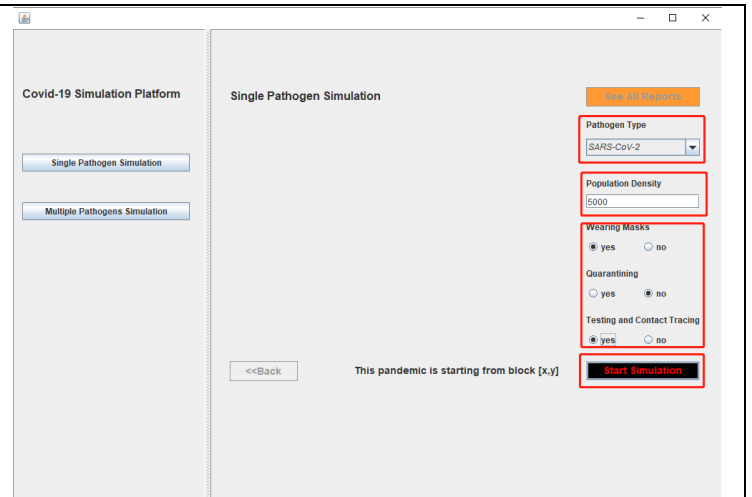 Covid-19 Simulation Platform
Single Pathogen Simulation
Multiple Pathogens Simulation
Single Pathogen Simulation
See All Reports
Pathogen Type
SARS-CoV-2
Population Density
5000
Wearing Masks
yes no
Quarantining
yes no
Testing and Contact Tracing
yes no
<<Back This pandemic is starting from block [x,y] Start Simulation